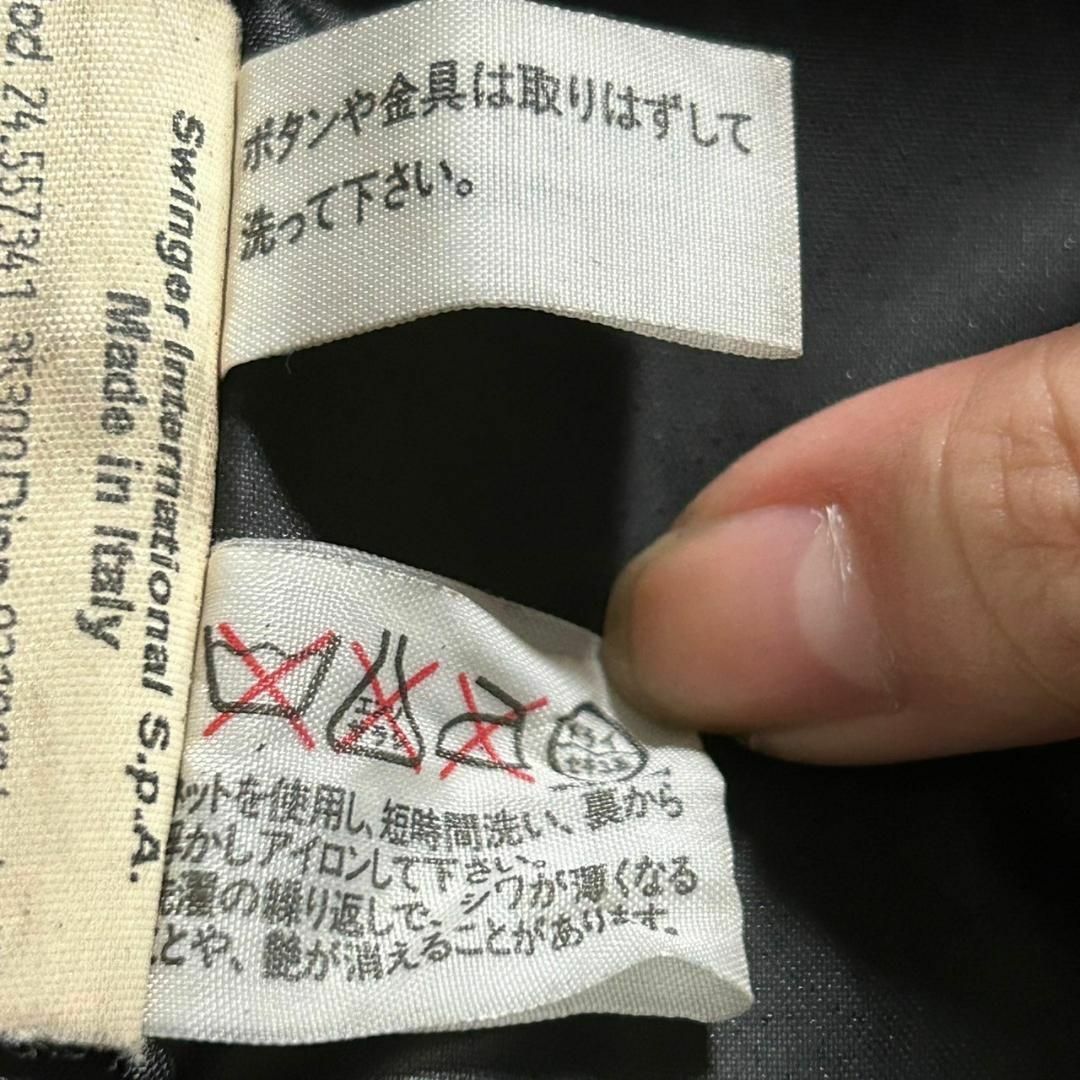 ボタンや金具は取りはずして
洗って下さい。
Swinger International S.p.A.
Made in Italy
ットを使用し、短時間洗い、裏から
かしアイロンして下さい。
の繰り返しで、シワが薄くなる
とや、艶が消えることがあります。